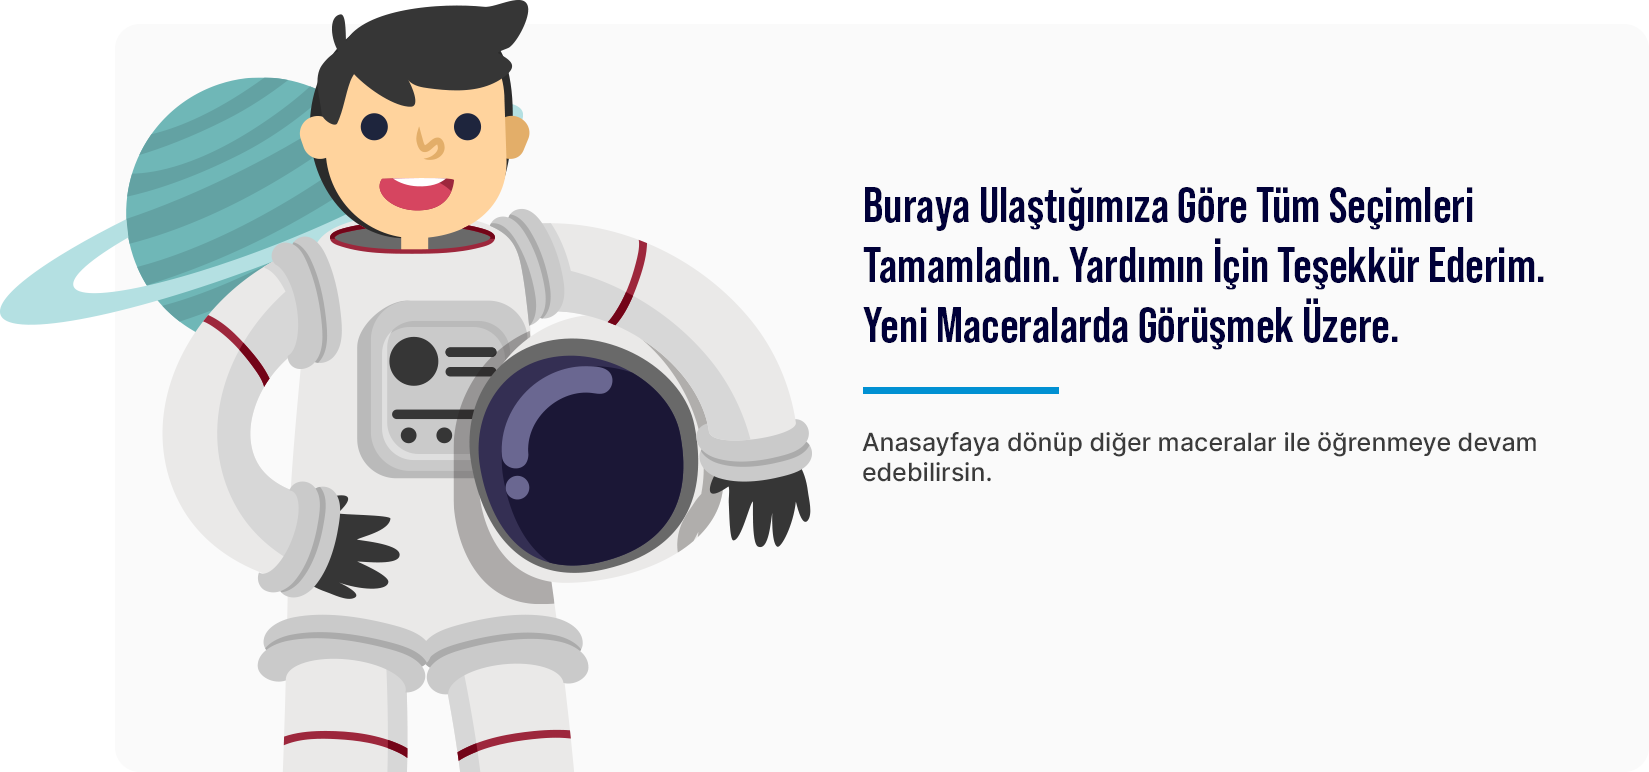 Buraya Ulaştığımıza Göre Tüm Seçimleri
Tamamladın. Yardımın İçin Teşekkür Ederim.
Yeni Maceralarda Görüşmek Üzere.
Anasayfaya dönüp diğer maceralar ile öğrenmeye devam
edebilirsin.